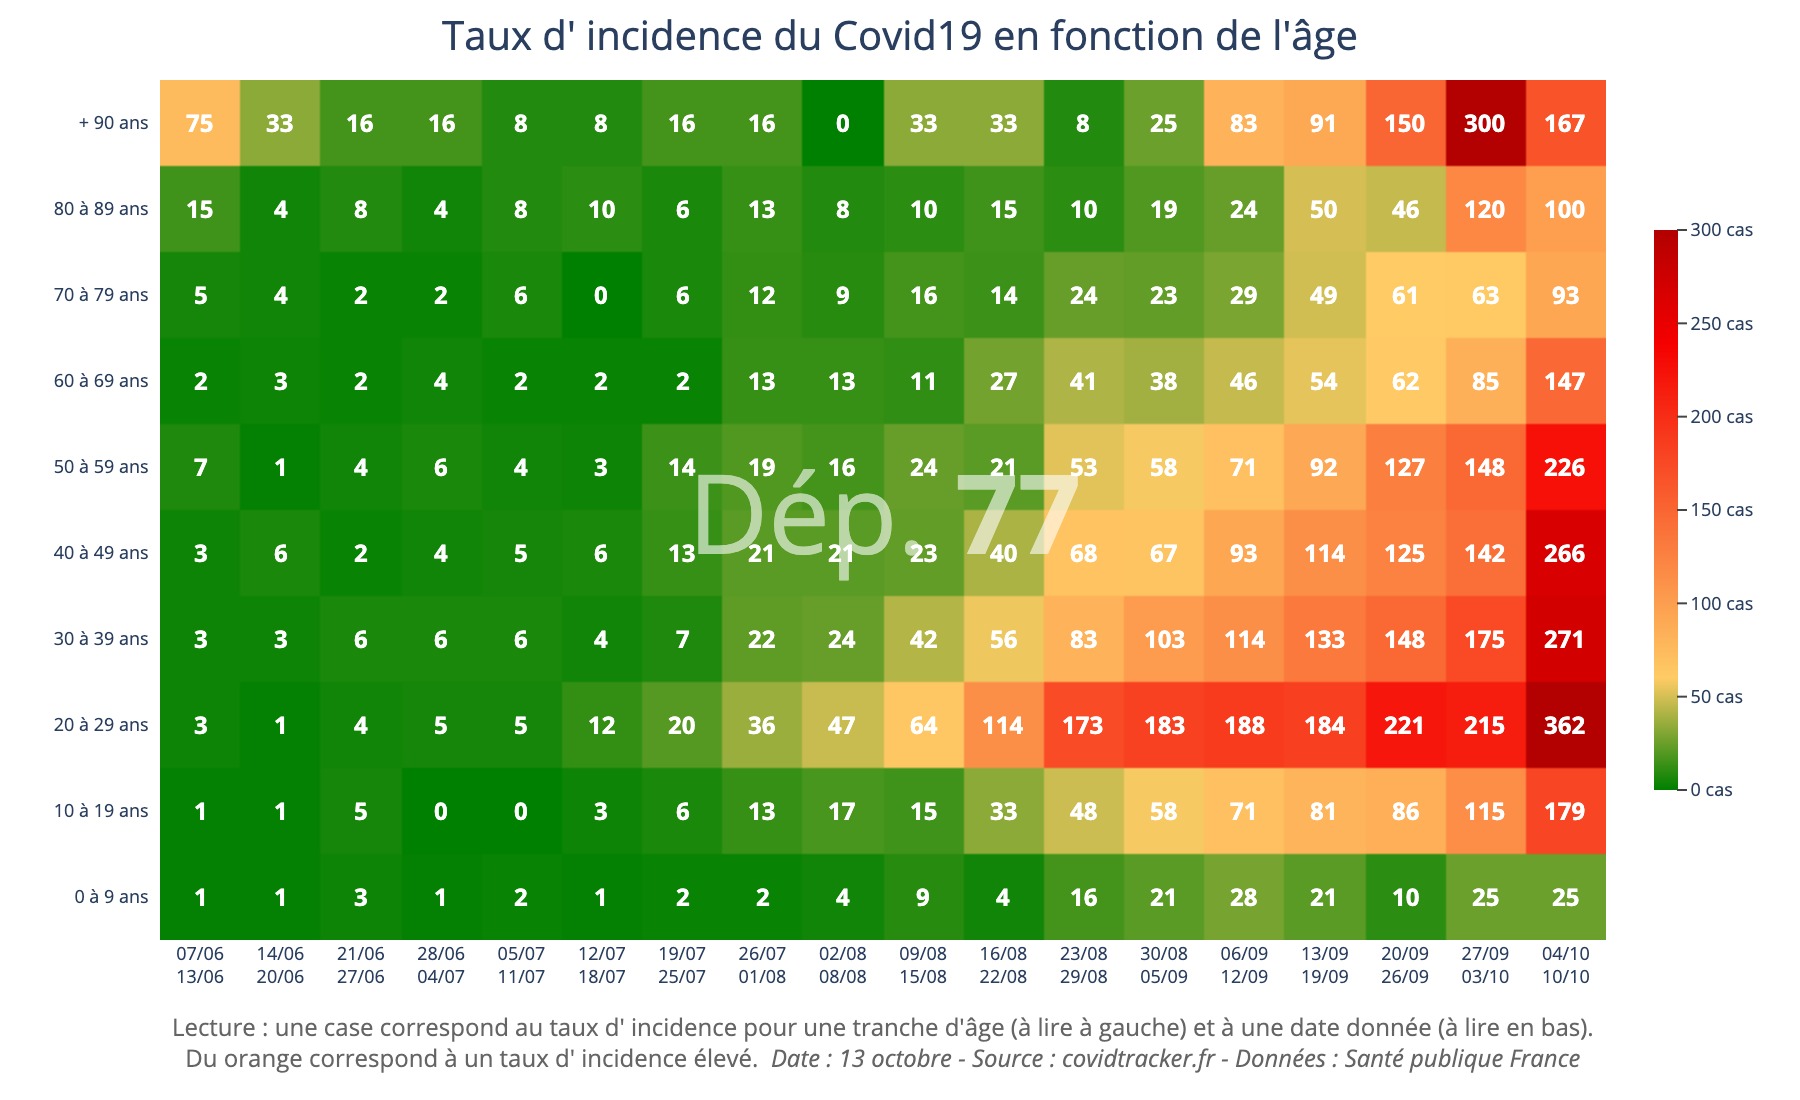 Taux d' incidence du Covid19 en fonction de l'âge
+ 90 ans 75 33 16 16 8 8 16 16 0 33 33 8 25 83 91 150 300 167
80 à 89 ans 15 4 8 4 8 10 6 13 8 10 15 10 19 24 50 46 120 100
70 à 79 ans 5 4 2 2 6 0 6 12 9 16 14 24 23 29 49 61 63 93
60 à 69 ans 2 3 2 4 2 2 2 13 13 11 27 41 38 46 54 62 85 147
50 à 59 ans 7 1 4 6 4 3 14 19 16 24 21 53 58 71 92 127 148 226
Dép. 77
40 à 49 ans 3 6 2 4 5 6 13 21 21 23 40 68 67 93 114 125 142 266
30 à 39 ans 3 3 6 6 6 4 7 22 24 42 56 83 103 114 133 148 175 271
20 à 29 ans 3 1 4 5 5 12 20 36 47 64 114 173 183 188 184 221 215 362
10 à 19 ans 1 1 5 0 0 3 6 13 17 15 33 48 58 71 81 86 115 179
0 à 9 ans 1 1 3 1 2 1 2 2 4 9 4 16 21 28 21 10 25 25
07/06 14/06 21/06 28/06 05/07 12/07 19/07 26/07 02/08 09/08 16/08 23/08 30/08 06/09 13/09 20/09 27/09 04/10
13/06 20/06 27/06 04/07 11/07 18/07 25/07 01/08 08/08 15/08 22/08 29/08 05/09 12/09 19/09 26/09 03/10 10/10
300 cas
250 cas
200 cas
150 cas
100 cas
50 cas
0 cas
Lecture : une case correspond au taux d' incidence pour une tranche d'âge (à lire à gauche) et à une date donnée (à lire en bas).
Du orange correspond à un taux d' incidence élevé. Date : 13 octobre - Source : covidtracker.fr - Données : Santé publique France